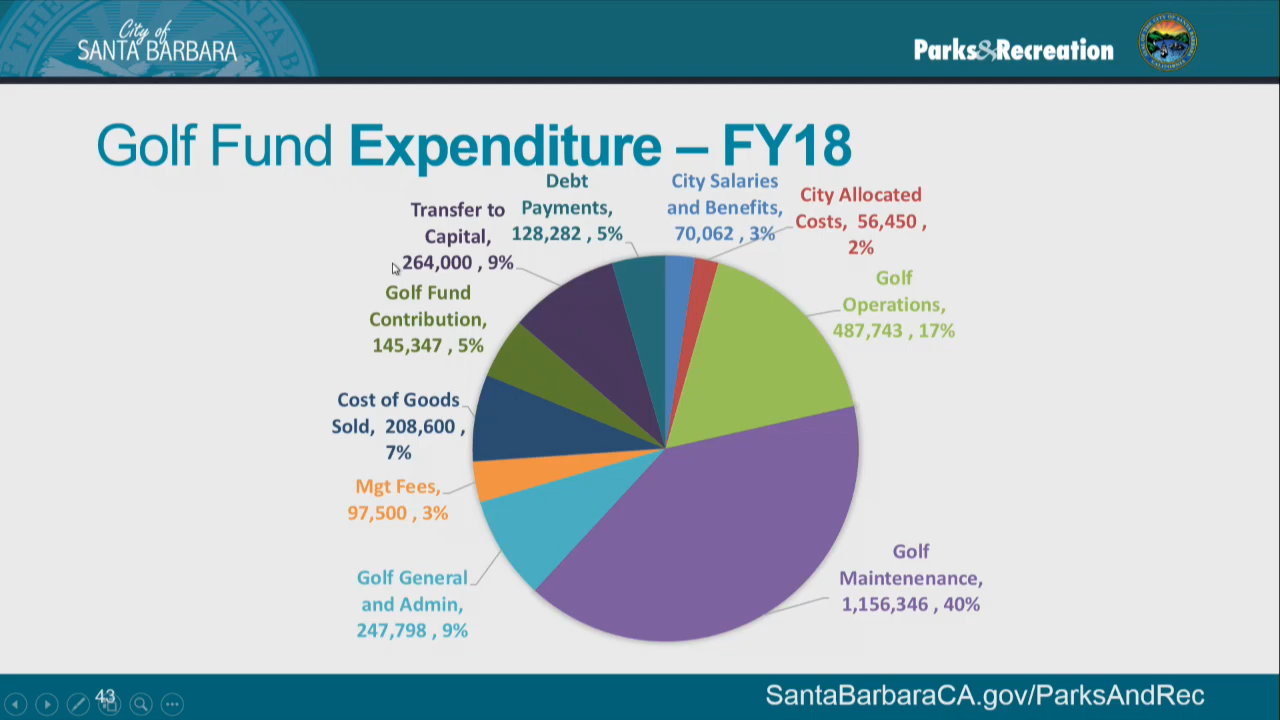 City of
SANTA BARBARA
Parks&Recreation
Golf Fund Expenditure – FY18
Debt
Payments,
128,282 , 5%
City Salaries
and Benefits,
70,062 , 3%
City Allocated
Costs, 56,450 ,
2%
Transfer to
Capital,
264,000 , 9%
Golf
Operations,
487,743 , 17%
Golf Fund
Contribution,
145,347 , 5%
Cost of Goods
Sold, 208,600 ,
7%
Mgt Fees,
97,500 , 3%
Golf General
and Admin,
247,798 , 9%
Golf
Maintenenance,
1,156,346 , 40%
43
SantaBarbaraCA.gov/ParksAndRec